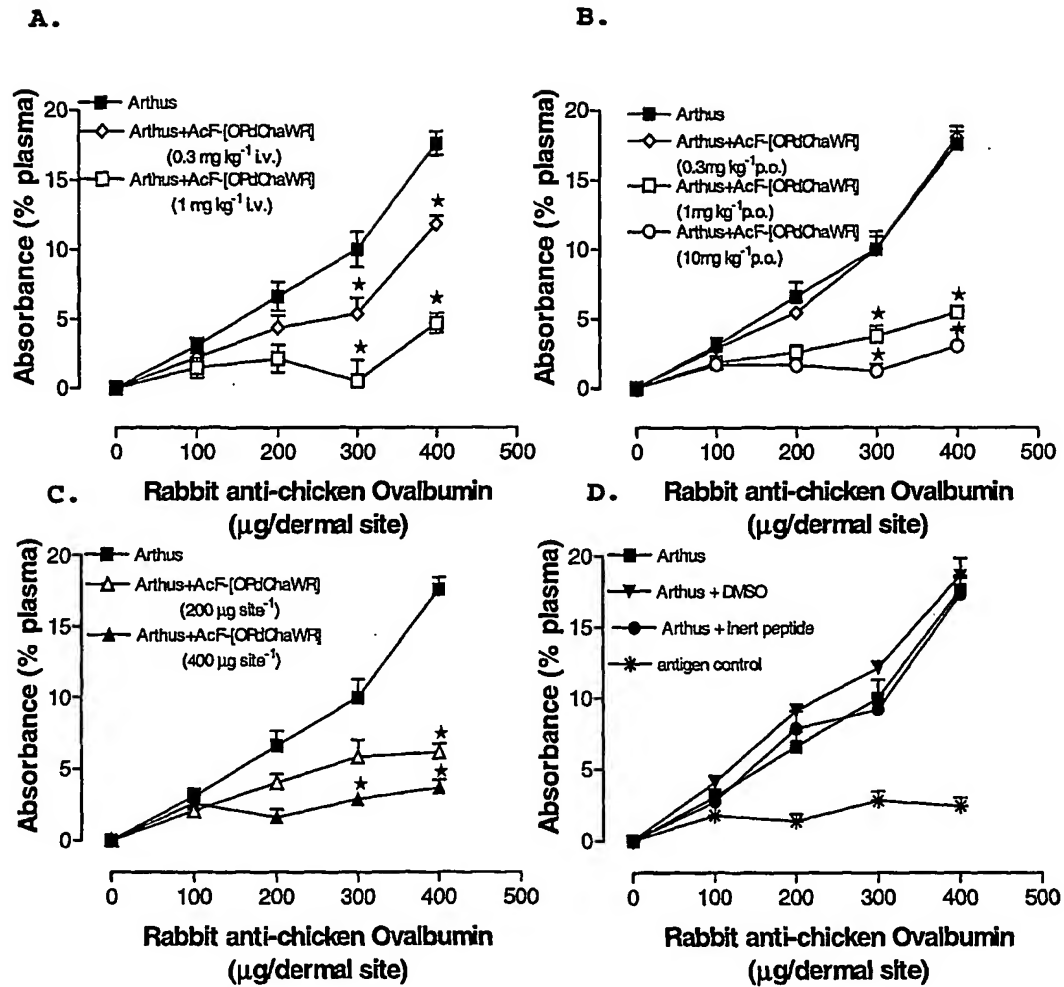 A.
Absorbance (% plasma)
20
15
10
5
0
Arthus
Arthus+AcF-[OPdChaWR]
(0.3 mg kg⁻¹ i.v.)
Arthus+AcF-[OPdChaWR]
(1 mg kg⁻¹ i.v.)
0 100 200 300 400 500
Rabbit anti-chicken Ovalbumin
(µg/dermal site)
B.
Absorbance (% plasma)
20
15
10
5
0
Arthus
Arthus+AcF-[OPdChaWR]
(0.3mg kg⁻¹p.o.)
Arthus+AcF-[OPdChaWR]
(1mg kg⁻¹p.o.)
Arthus+AcF-[OPdChaWR]
(10mg kg⁻¹p.o.)
0 100 200 300 400 500
Rabbit anti-chicken Ovalbumin
(µg/dermal site)
C.
Absorbance (% plasma)
20
15
10
5
0
Arthus
Arthus+AcF-[OPdChaWR]
(200 µg site⁻¹)
Arthus+AcF-[OPdChaWR]
(400 µg site⁻¹)
0 100 200 300 400 500
Rabbit anti-chicken Ovalbumin
(µg/dermal site)
D.
Absorbance (% plasma)
20
15
10
5
0
Arthus
Arthus + DMSO
Arthus + Inert peptide
antigen control
0 100 200 300 400 500
Rabbit anti-chicken Ovalbumin
(µg/dermal site)